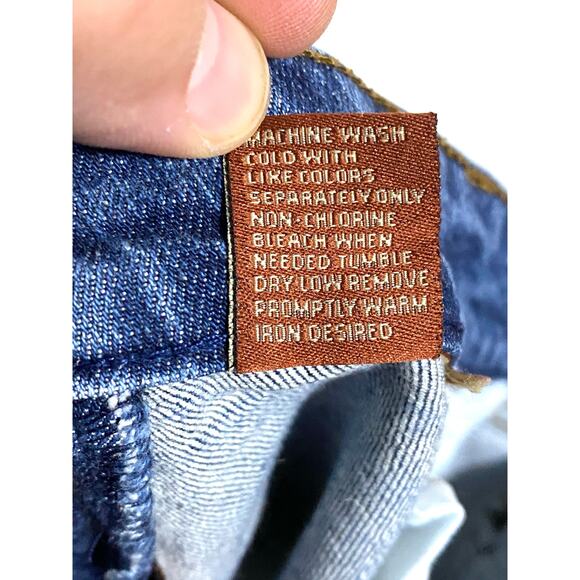 MACHINE WASH
COLD WITH
LIKE COLORS
SEPARATELY ONLY
NON-CHLORINE
BLEACH WHEN
NEEDED TUMBLE
DRY LOW REMOVE
PROMPTLY WARM
IRON DESIRED